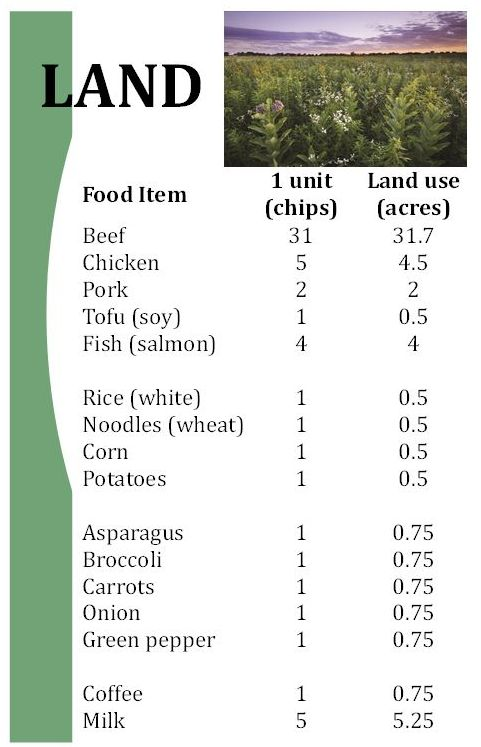 LAND
Food Item 1 unit (chips) Land use (acres)
Beef 31 31.7
Chicken 5 4.5
Pork 2 2
Tofu (soy) 1 0.5
Fish (salmon) 4 4
Rice (white) 1 0.5
Noodles (wheat) 1 0.5
Corn 1 0.5
Potatoes 1 0.5
Asparagus 1 0.75
Broccoli 1 0.75
Carrots 1 0.75
Onion 1 0.75
Green pepper 1 0.75
Coffee 1 0.75
Milk 5 5.25